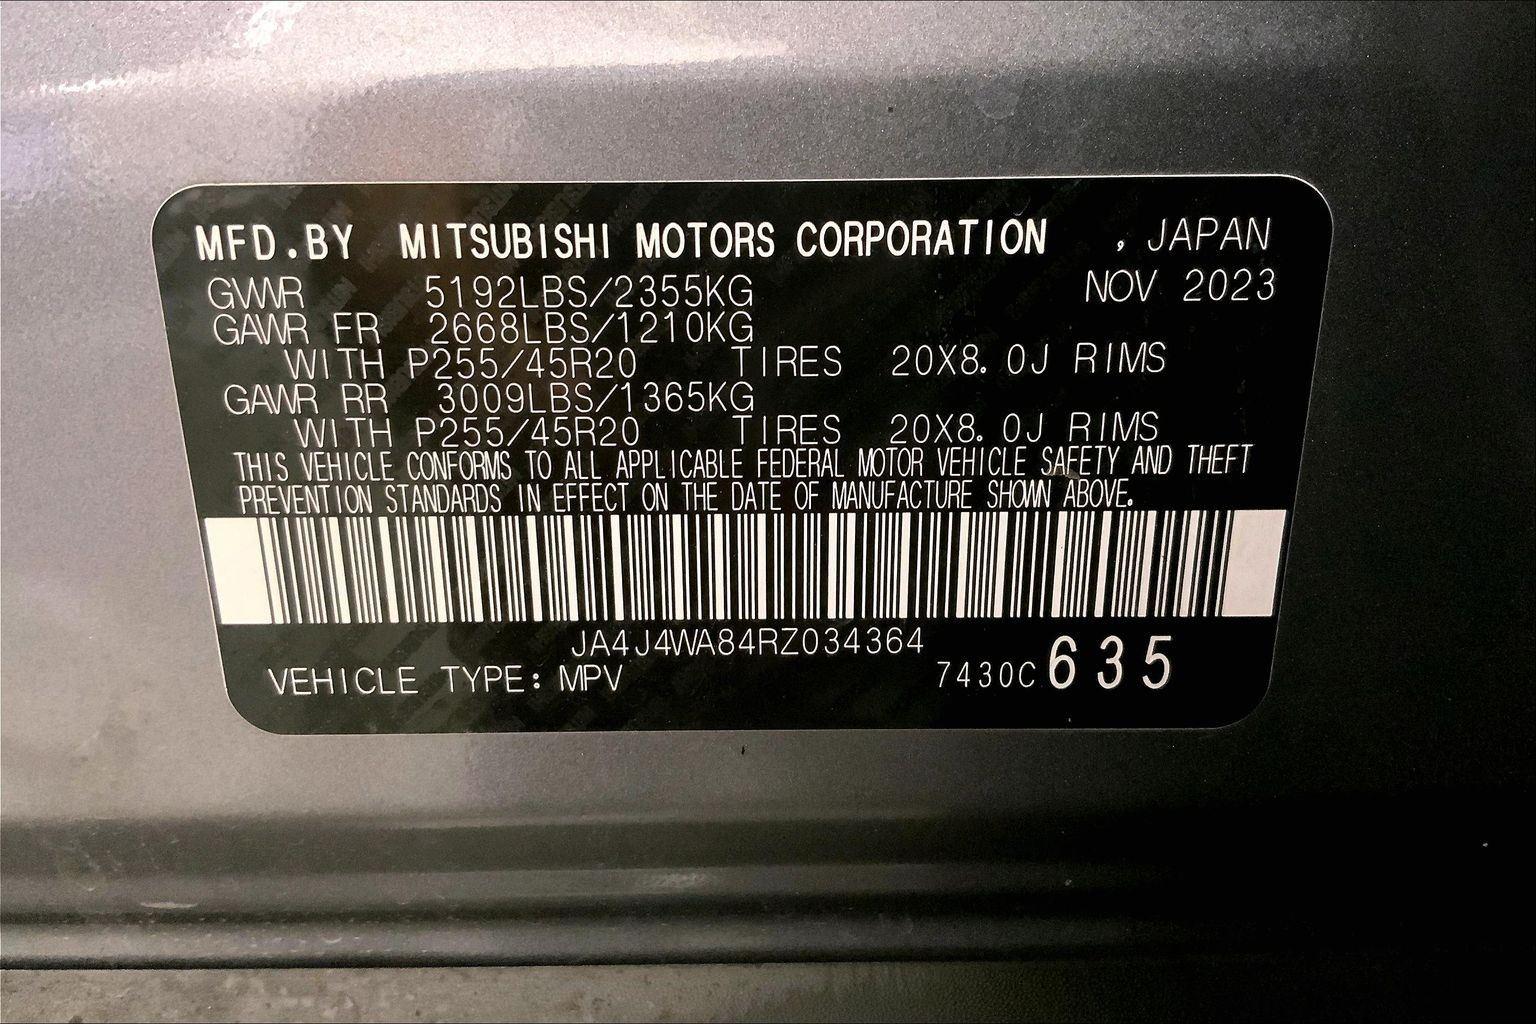 MFD.BY MITSUBISHI MOTORS CORPORATION , JAPAN
GVWR 5192LBS/2355KG NOV 2023
GAWR FR 2668LBS/1210KG
WITH P255/45R20 TIRES 20X8.0J RIMS
GAWR RR 3009LBS/1365KG
WITH P255/45R20 TIRES 20X8.0J RIMS
THIS VEHICLE CONFORMS TO ALL APPLICABLE FEDERAL MOTOR VEHICLE SAFETY AND THEFT
PREVENTION STANDARDS IN EFFECT ON THE DATE OF MANUFACTURE SHOWN ABOVE.
JA4J4WA84RZ034364
VEHICLE TYPE: MPV 7430C 635